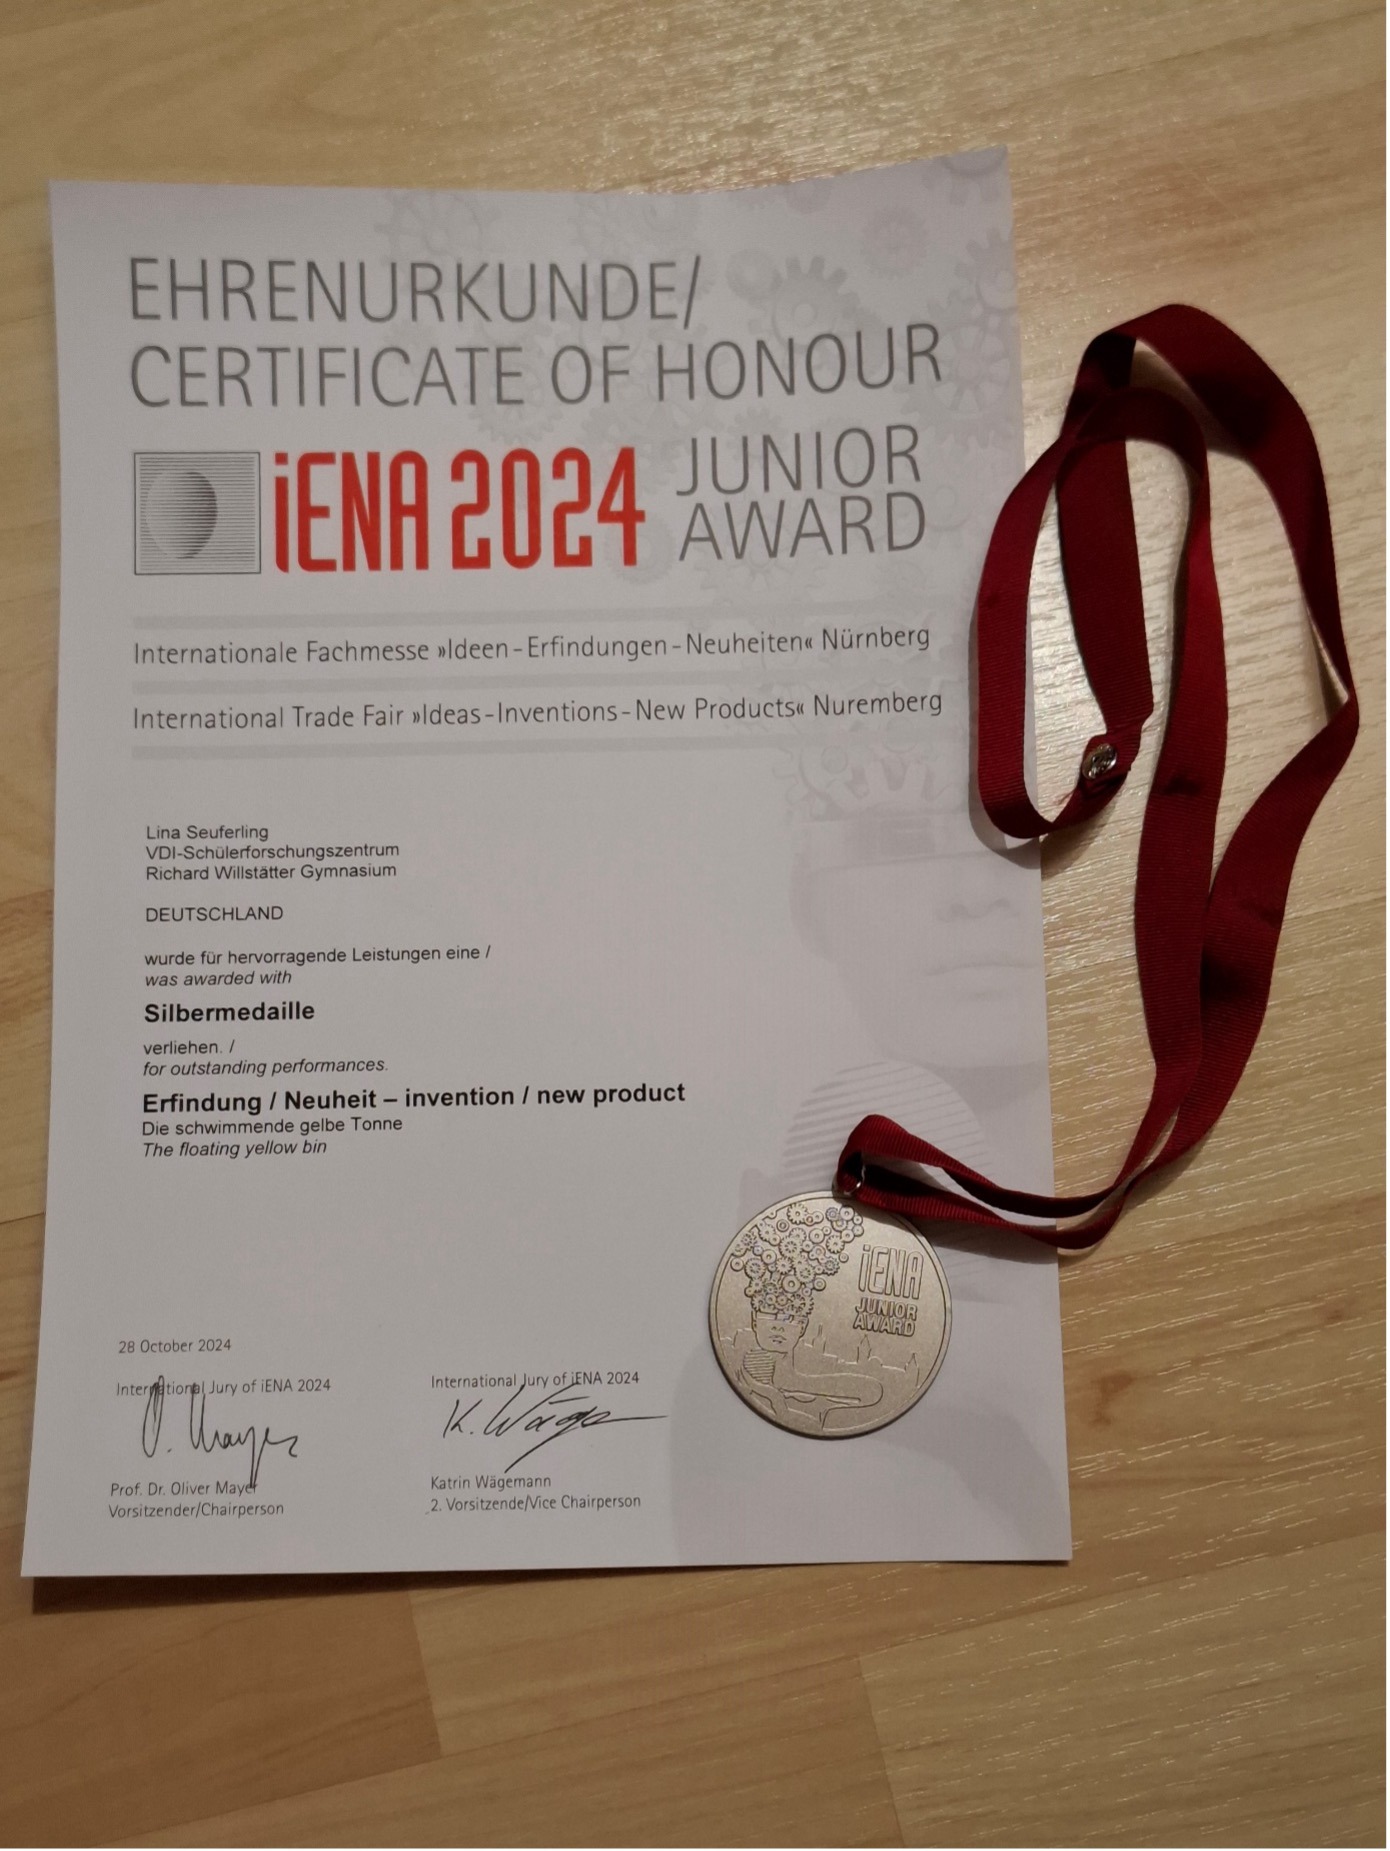 EHRENURKUNDE/
CERTIFICATE OF HONOUR
iENA 2024 JUNIOR
AWARD
Internationale Fachmesse »Ideen-Erfindungen-Neuheiten« Nürnberg
International Trade Fair »Ideas-Inventions-New Products« Nuremberg
Lina Seuferling
VDI-Schülerforschungszentrum
Richard Willstätter Gymnasium
DEUTSCHLAND
wurde für hervorragende Leistungen eine /
was awarded with
Silbermedaille
verliehen. /
for outstanding performances.
Erfindung / Neuheit – invention / new product
Die schwimmende gelbe Tonne
The floating yellow bin
iENA
JUNIOR
AWARD
28 October 2024
International Jury of iENA 2024
O. Mayer
Prof. Dr. Oliver Mayer
Vorsitzender/Chairperson
International Jury of iENA 2024
K. Wägemann
Katrin Wägemann
2. Vorsitzende/Vice Chairperson